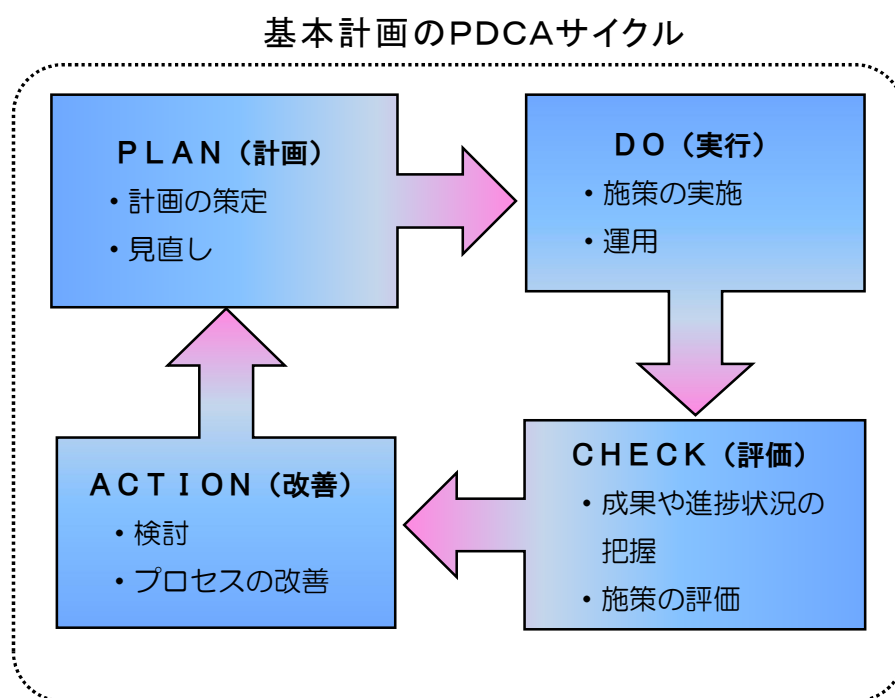 基本計画のPDCAサイクル
ＰＬＡＮ（計画）
・計画の策定
・見直し
ＤＯ（実行）
・施策の実施
・運用
ＣＨＥＣＫ（評価）
・成果や進捗状況の
把握
・施策の評価
ＡＣＴＩＯＮ（改善）
・検討
・プロセスの改善